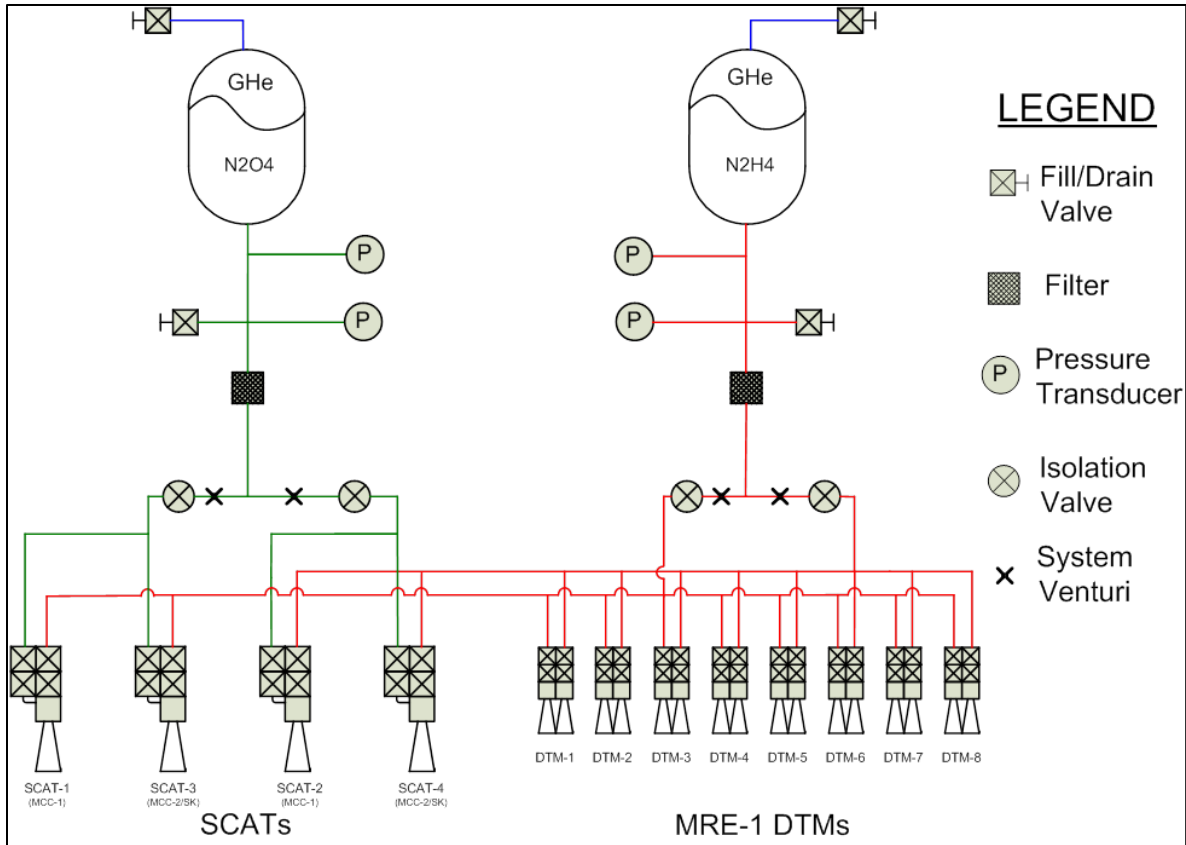 GHe
N2O4
P
P
GHe
N2H4
P
P
LEGEND
Fill/Drain
Valve
Filter
P
Pressure
Transducer
Isolation
Valve
System
Venturi
SCAT-1
(MCC-1)
SCAT-3
(MCC-2/SK)
SCAT-2
(MCC-1)
SCAT-4
(MCC-2/SK)
DTM-1
DTM-2
DTM-3
DTM-4
DTM-5
DTM-6
DTM-7
DTM-8
SCATs
MRE-1 DTMs